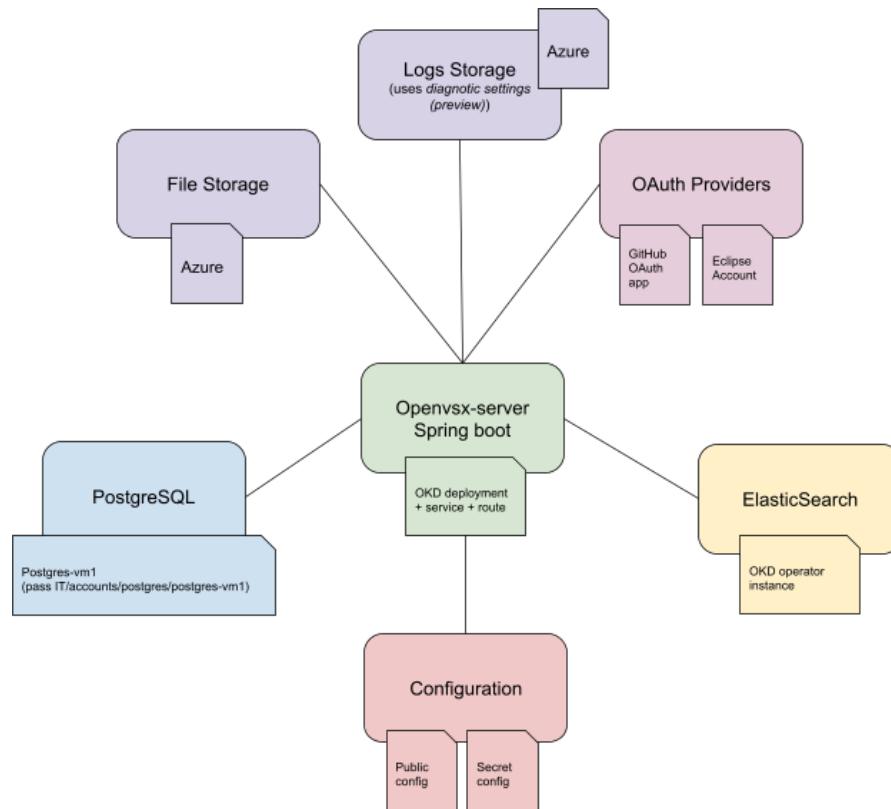 Logs Storage
(uses diagnostic settings
(preview))
Azure
File Storage
Azure
OAuth Providers
GitHub
OAuth
app
Eclipse
Account
Openvsx-server
Spring boot
OKD deployment
+ service + route
PostgreSQL
Postgres-vm1
(pass IT/accounts/postgres/postgres-vm1)
ElasticSearch
OKD operator
instance
Configuration
Public
config
Secret
config